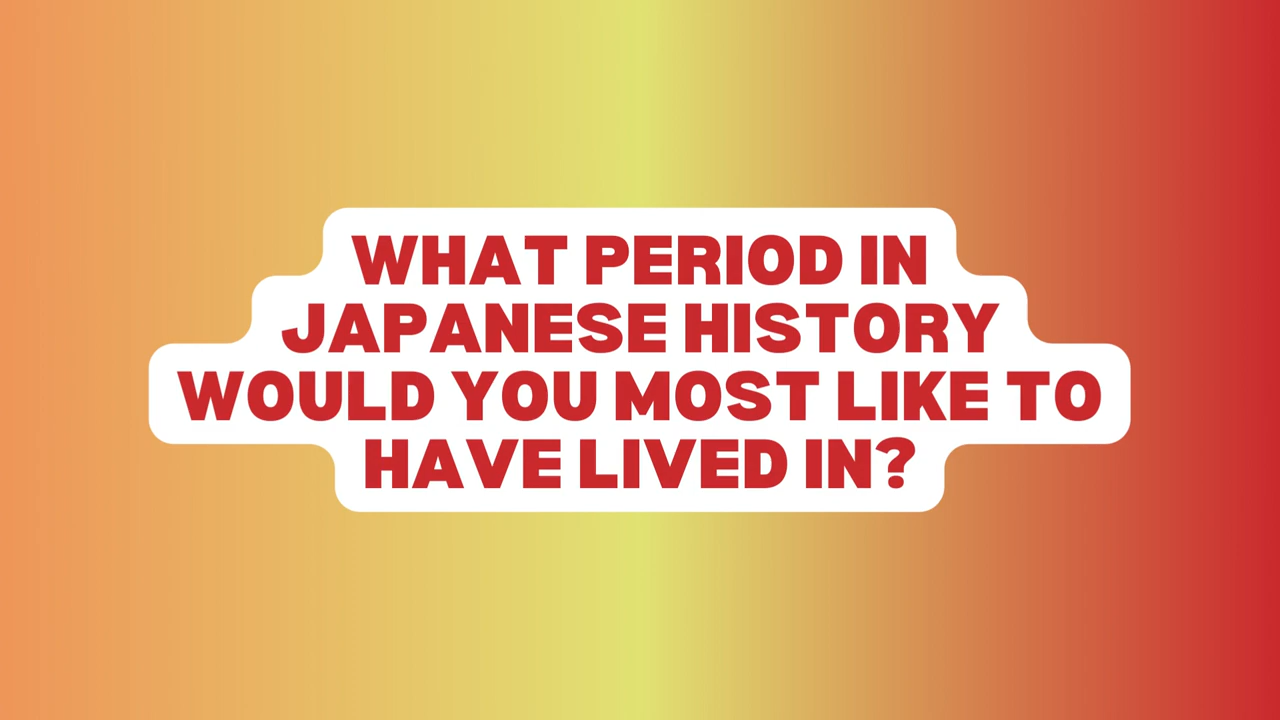 WHAT PERIOD IN
JAPANESE HISTORY
WOULD YOU MOST LIKE TO
HAVE LIVED IN?